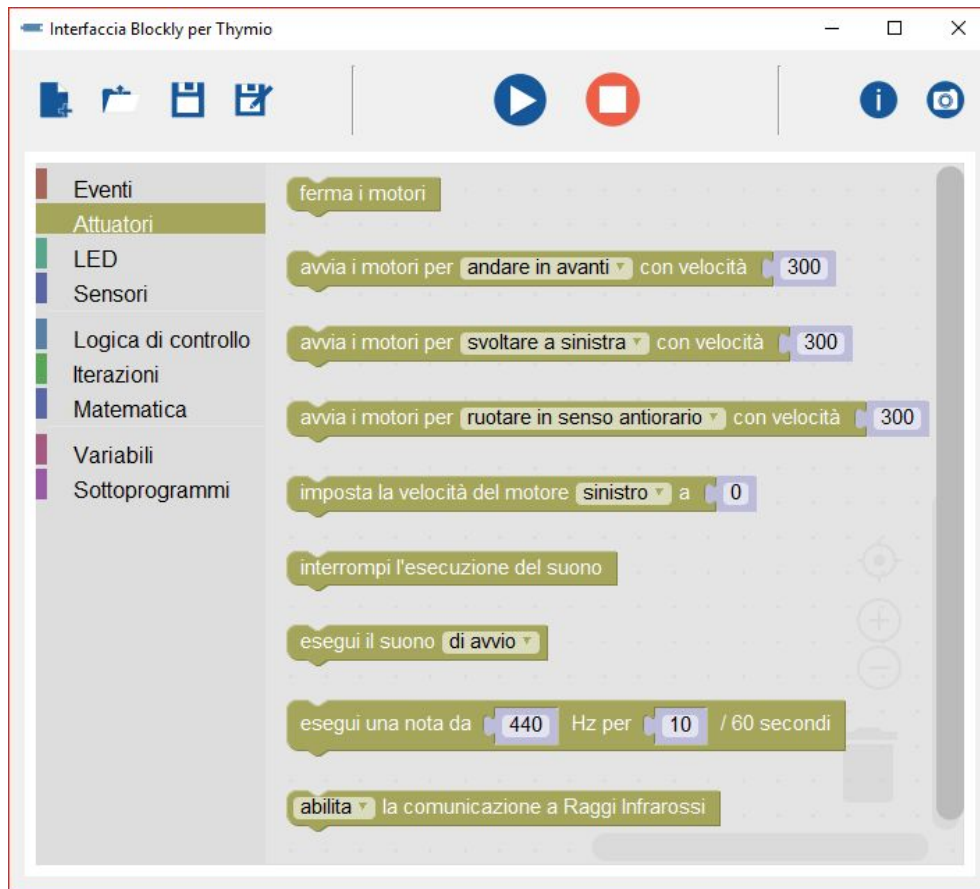 Interfaccia Blockly per Thymio
Eventi
Attuatori
LED
Sensori
Logica di controllo
Iterazioni
Matematica
Variabili
Sottoprogrammi
ferma i motori
avvia i motori per andare in avanti con velocità 300
avvia i motori per svoltare a sinistra con velocità 300
avvia i motori per ruotare in senso antiorario con velocità 300
imposta la velocità del motore sinistro a 0
interrompi l'esecuzione del suono
esegui il suono di avvio
esegui una nota da 440 Hz per 10 / 60 secondi
abilita la comunicazione a Raggi Infrarossi